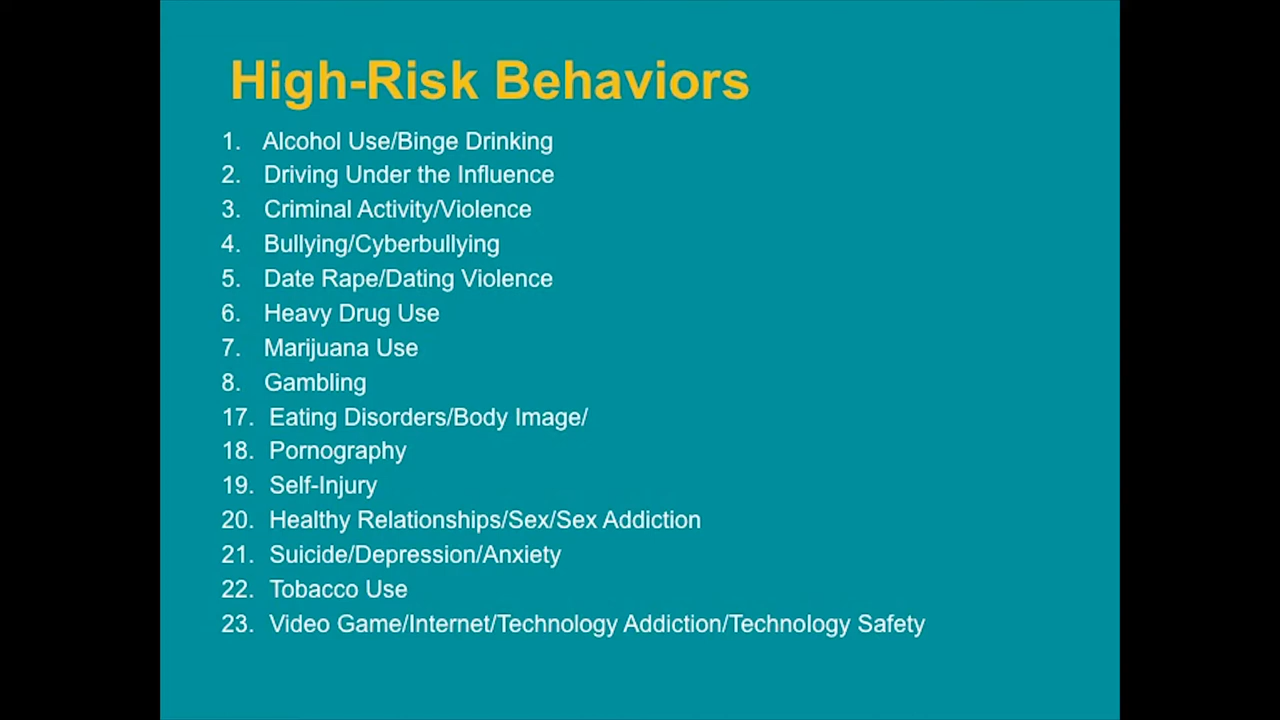 High-Risk Behaviors
1. Alcohol Use/Binge Drinking
2. Driving Under the Influence
3. Criminal Activity/Violence
4. Bullying/Cyberbullying
5. Date Rape/Dating Violence
6. Heavy Drug Use
7. Marijuana Use
8. Gambling
17. Eating Disorders/Body Image/
18. Pornography
19. Self-Injury
20. Healthy Relationships/Sex/Sex Addiction
21. Suicide/Depression/Anxiety
22. Tobacco Use
23. Video Game/Internet/Technology Addiction/Technology Safety